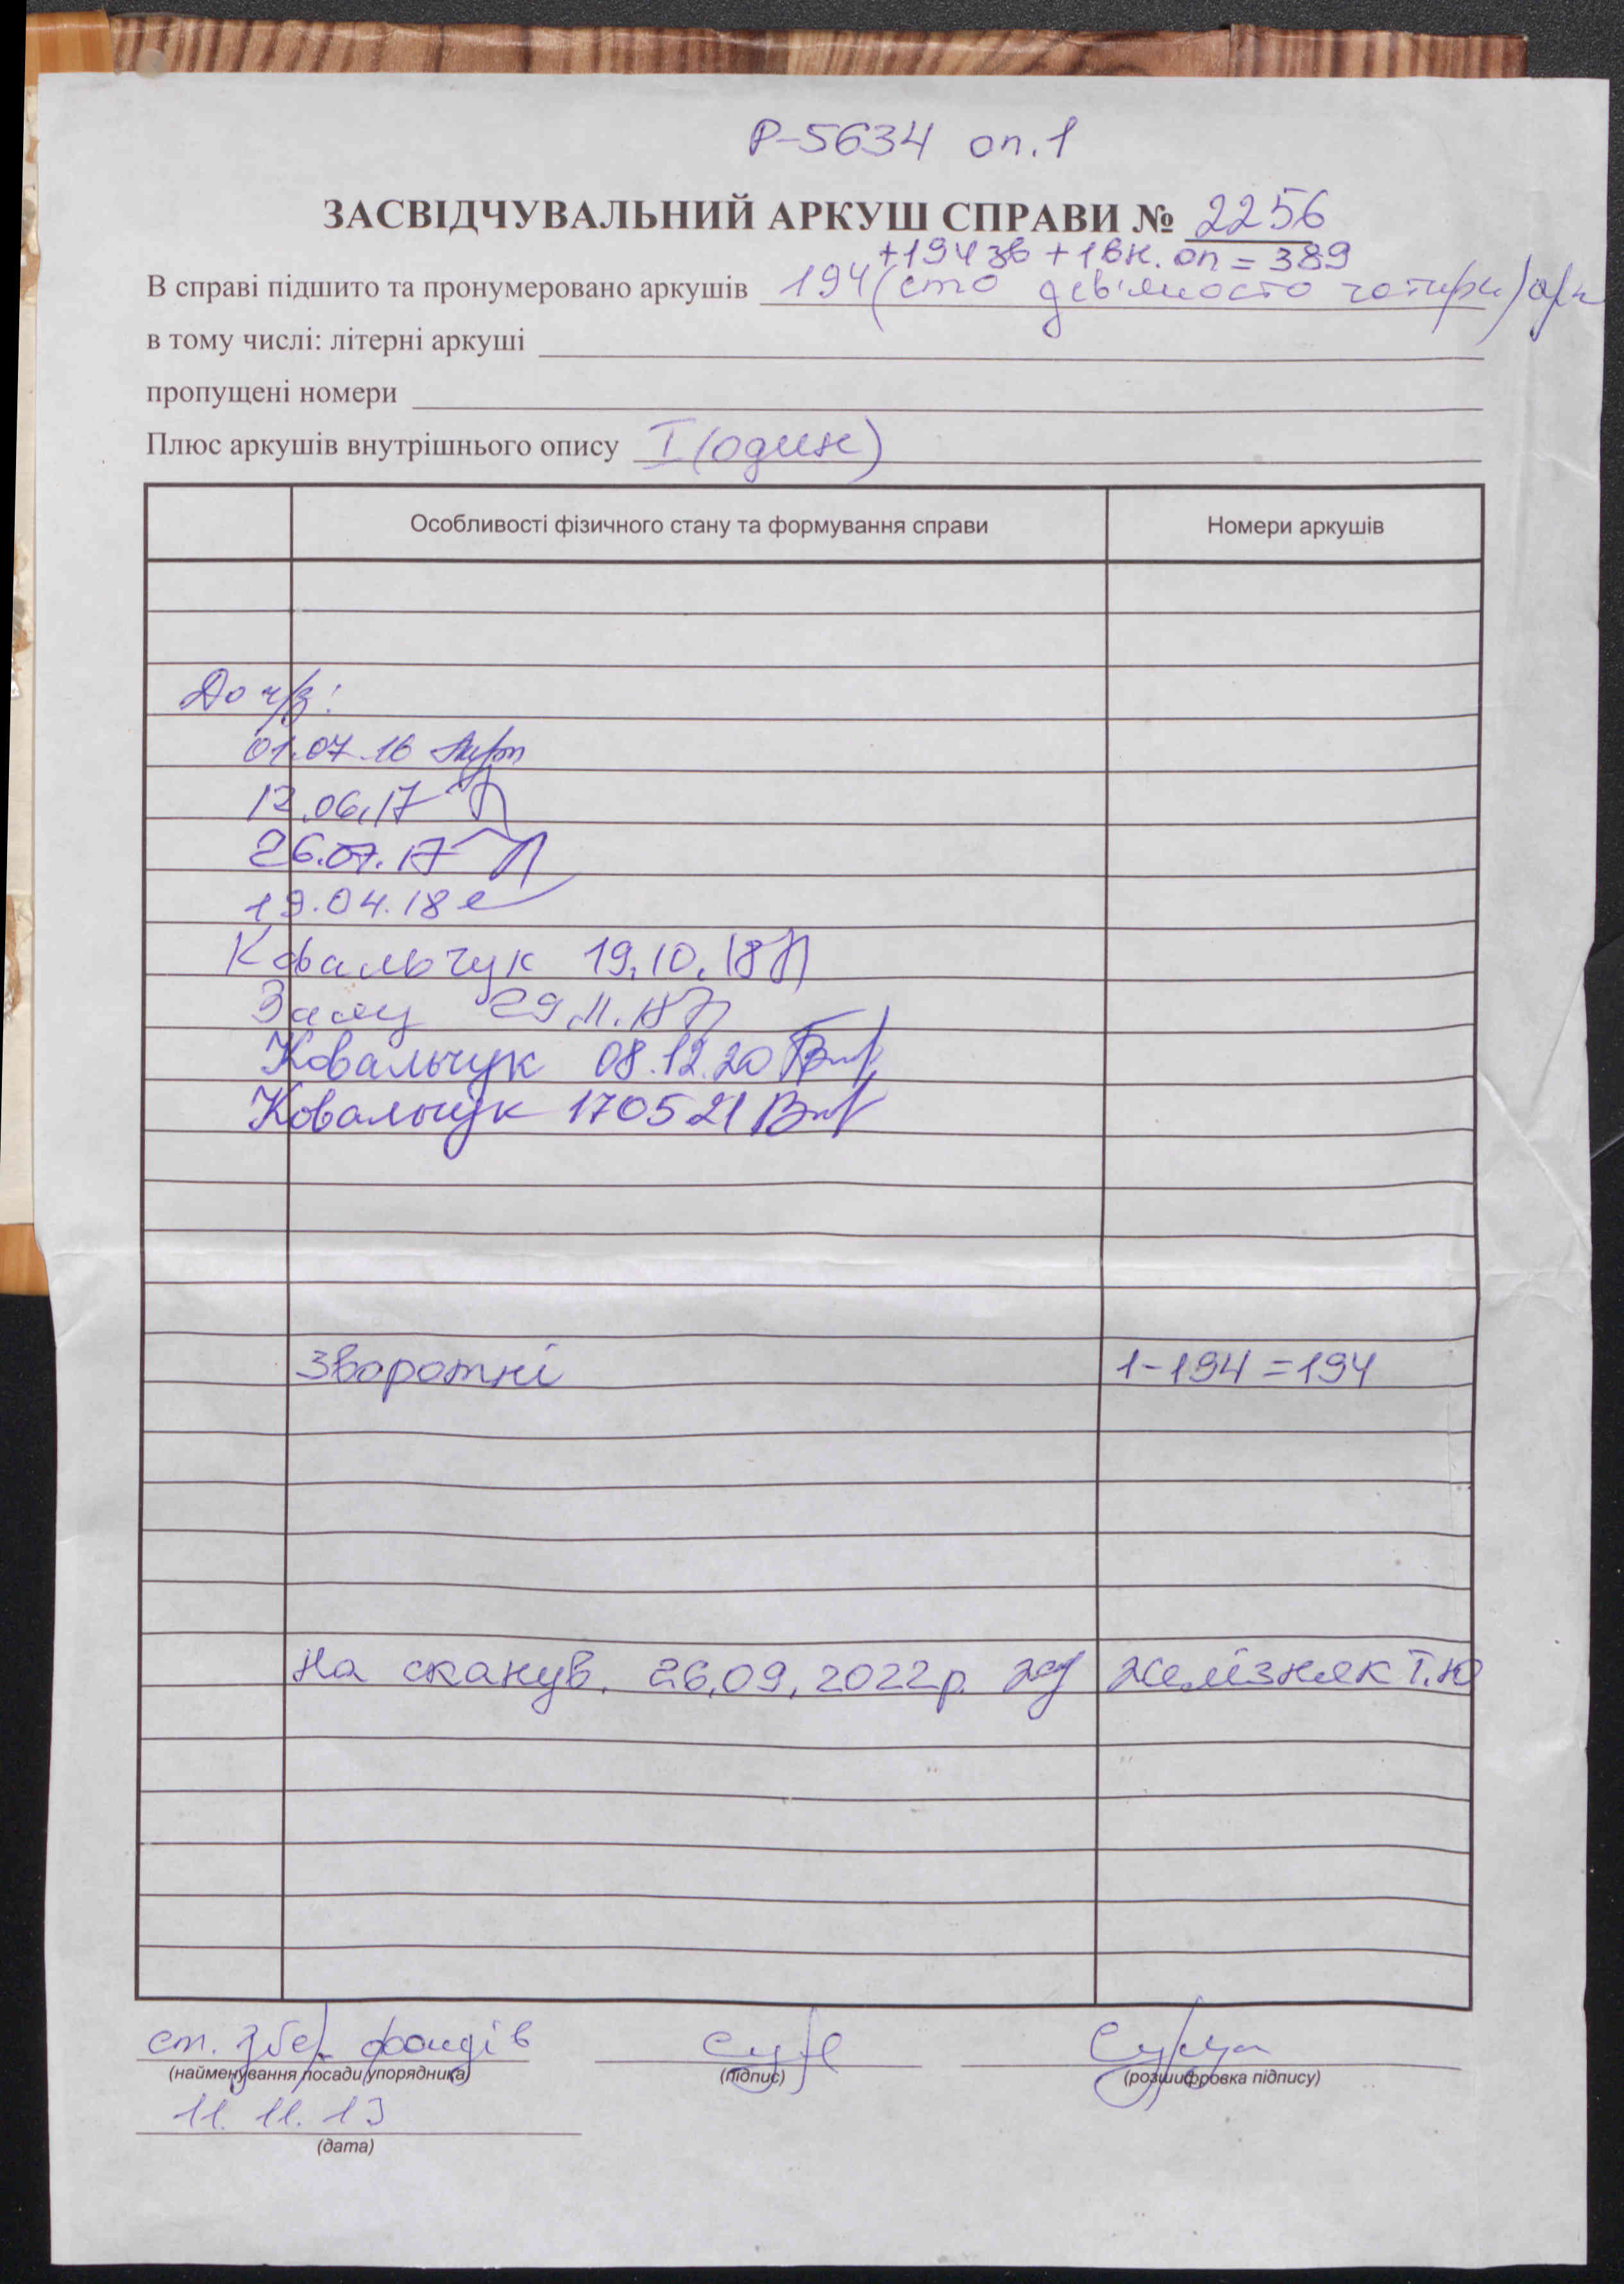 Р-5634 оп.1
ЗАСВІДЧУВАЛЬНИЙ АРКУШ СПРАВИ № 2256
+194 зв + 1 вн. оп = 389
В справі підшито та пронумеровано аркушів 194 (сто дев'яносто чотири) арк
в тому числі: літерні аркуші
пропущені номери
Плюс аркушів внутрішнього опису I (один)
Особливості фізичного стану та формування справи Номери аркушів
До ч/з:
01.07.16
12.06.17
26.07.17
19.04.18
Ковальчук 19.10.18
29.11.18
Ковальчук 08.12.20
Ковальчук 170521
Зворотні 1-194=194
На сканув. 26.09.2022р. Желізняк Т.Ю
ст. збер. фондів
(найменування посади упорядника) (підпис) (розшифровка підпису)
11.11.13
(дата)